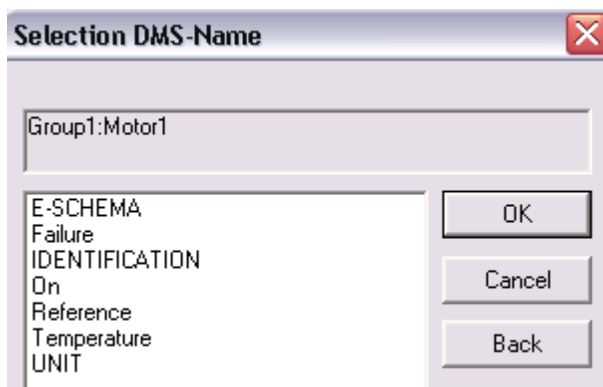 Selection DMS-Name
Group1:Motor1
E-SCHEMA
Failure
IDENTIFICATION
On
Reference
Temperature
UNIT
OK
Cancel
Back